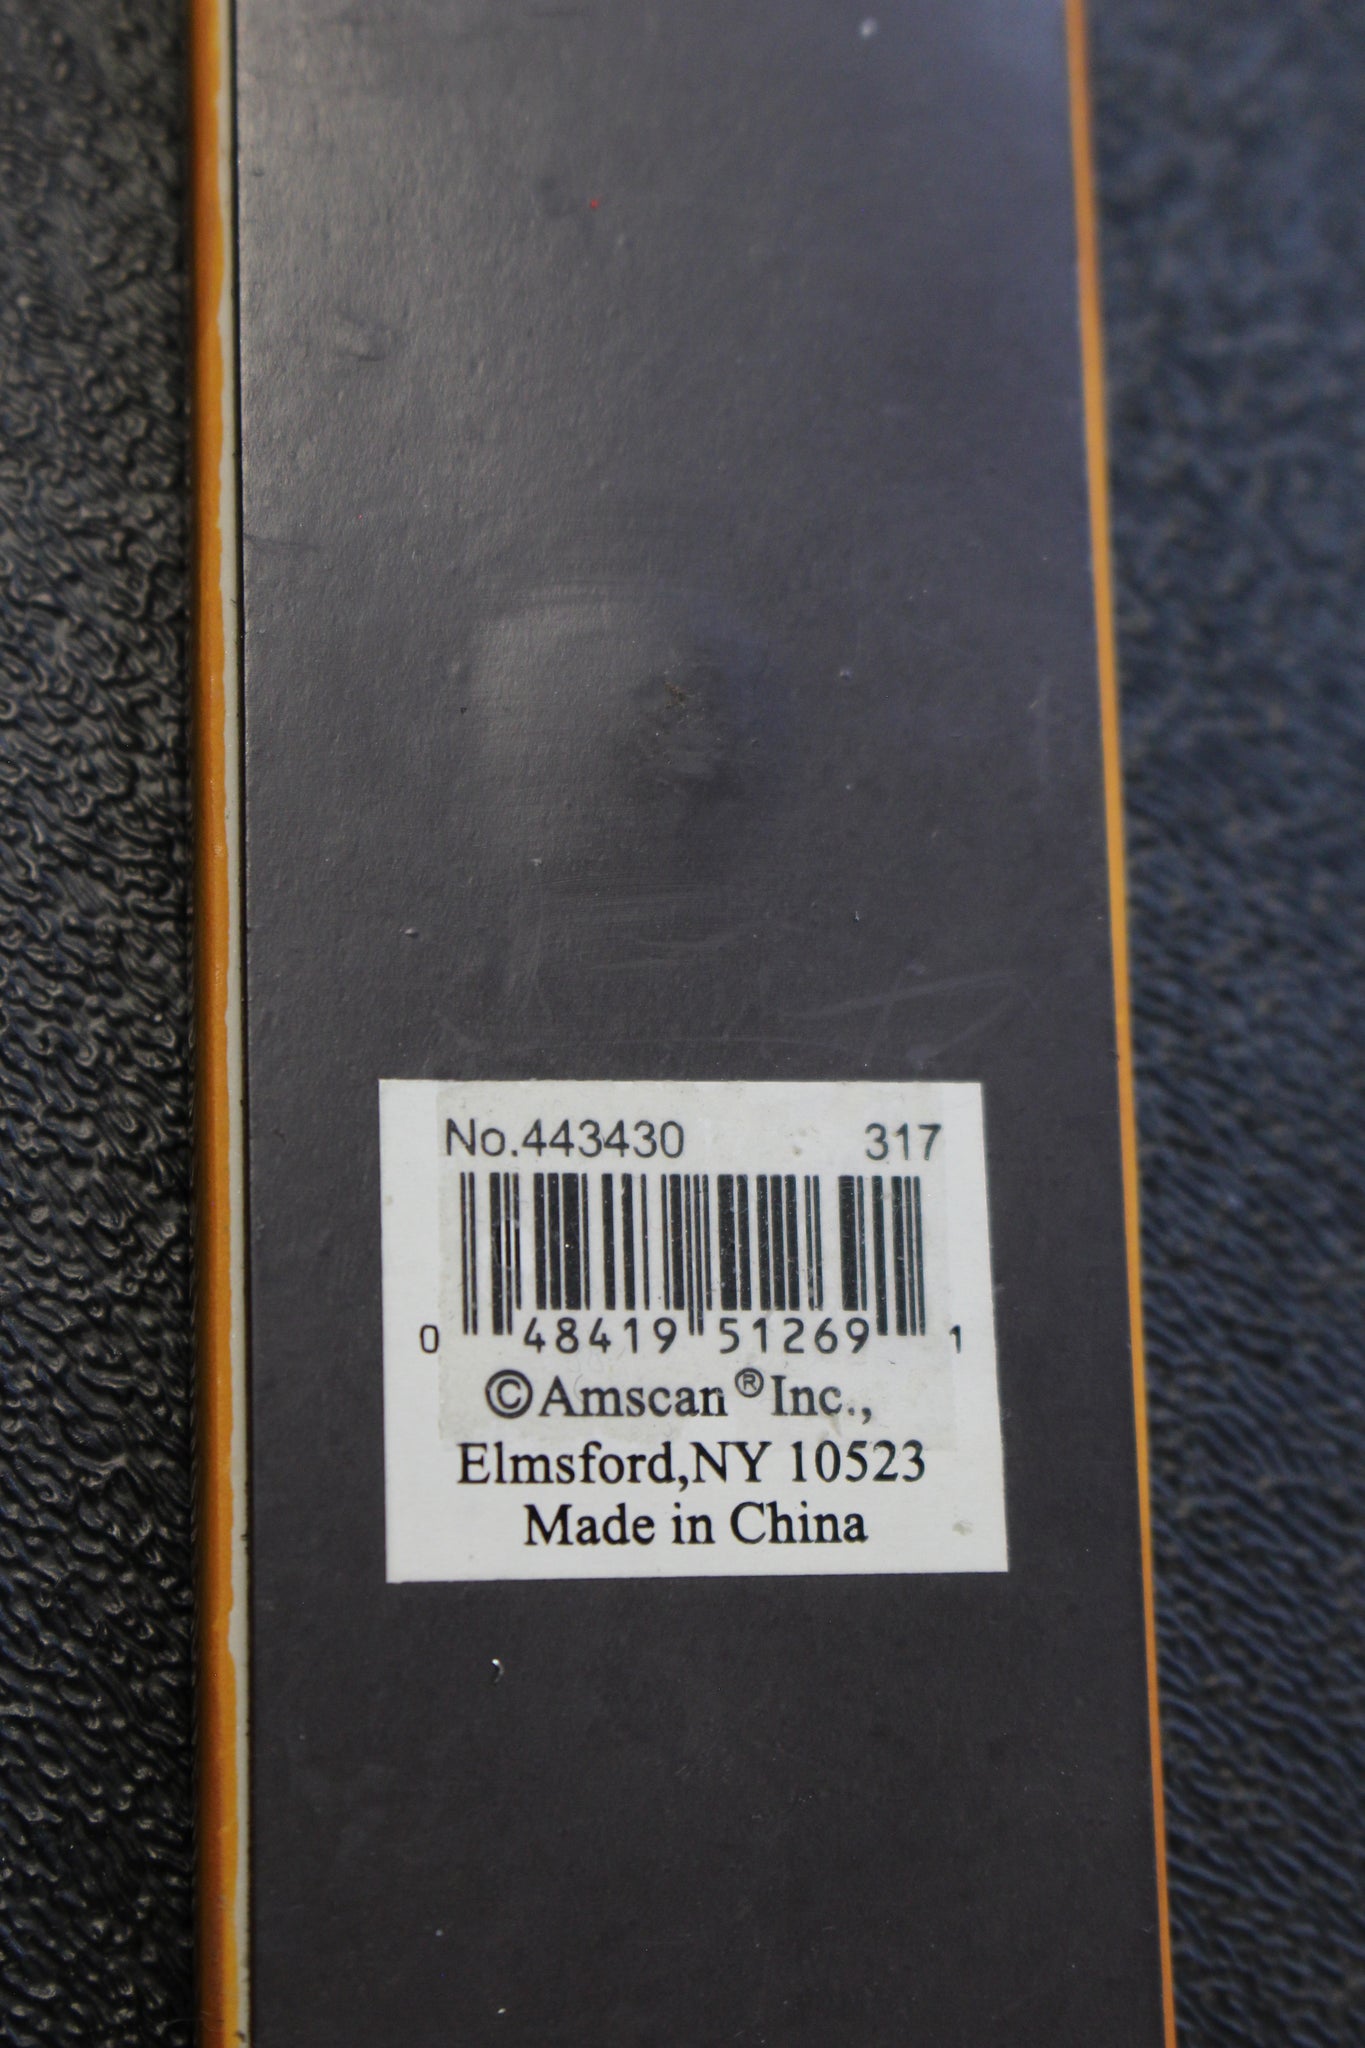 No.443430 317
0 48419 51269 1
©Amscan®Inc.,
Elmsford,NY 10523
Made in China